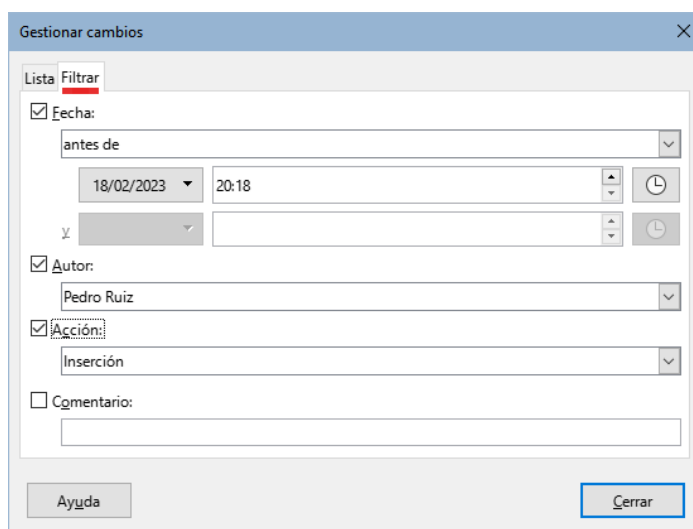 Gestionar cambios
Lista Filtrar
Fecha:
antes de
18/02/2023 20:18
y
Autor:
Pedro Ruiz
Acción:
Inserción
Comentario:
Ayuda Cerrar